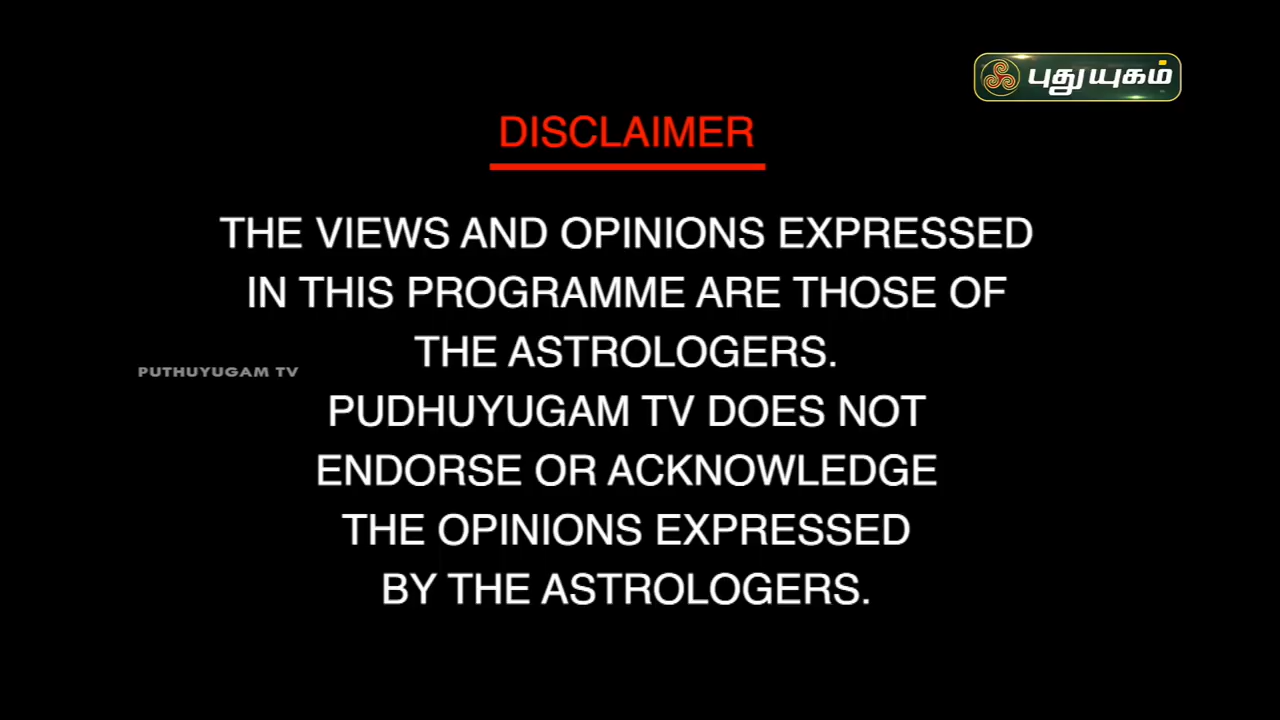 புதுயுகம்
DISCLAIMER
THE VIEWS AND OPINIONS EXPRESSED
IN THIS PROGRAMME ARE THOSE OF
THE ASTROLOGERS.
PUTHUYUGAM TV
PUDHUYUGAM TV DOES NOT
ENDORSE OR ACKNOWLEDGE
THE OPINIONS EXPRESSED
BY THE ASTROLOGERS.